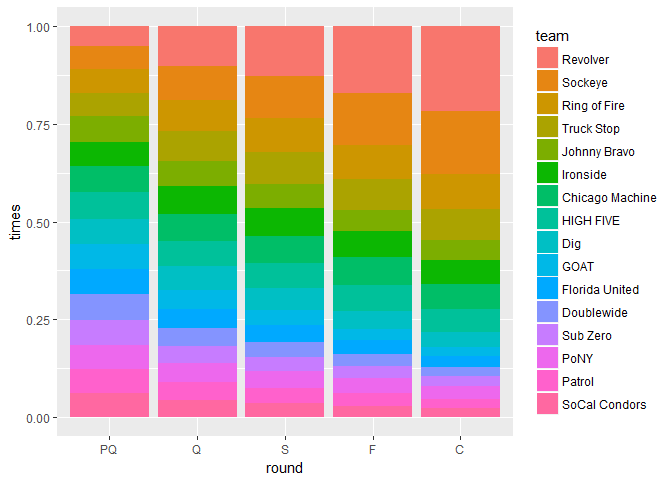 1.00
0.75
0.50
0.25
0.00
times
PQ
Q
S
F
C
round
team
Revolver
Sockeye
Ring of Fire
Truck Stop
Johnny Bravo
Ironside
Chicago Machine
HIGH FIVE
Dig
GOAT
Florida United
Doublewide
Sub Zero
PoNY
Patrol
SoCal Condors